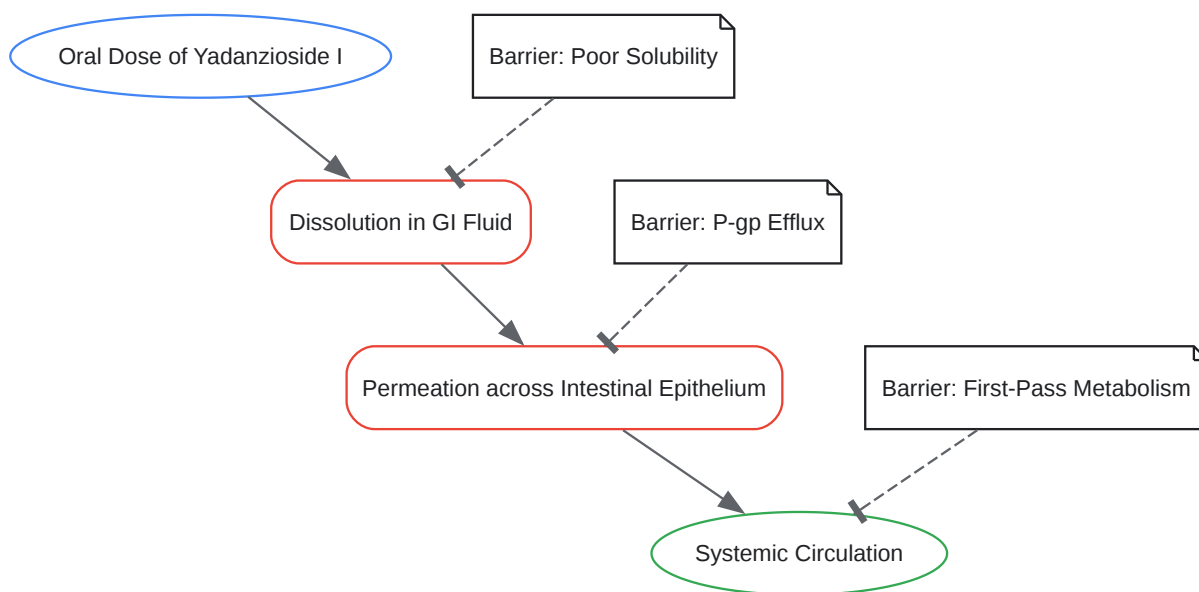 Oral Dose of Yadanzioside I
Barrier: Poor Solubility
Dissolution in GI Fluid
Barrier: P-gp Efflux
Permeation across Intestinal Epithelium
Barrier: First-Pass Metabolism
Systemic Circulation